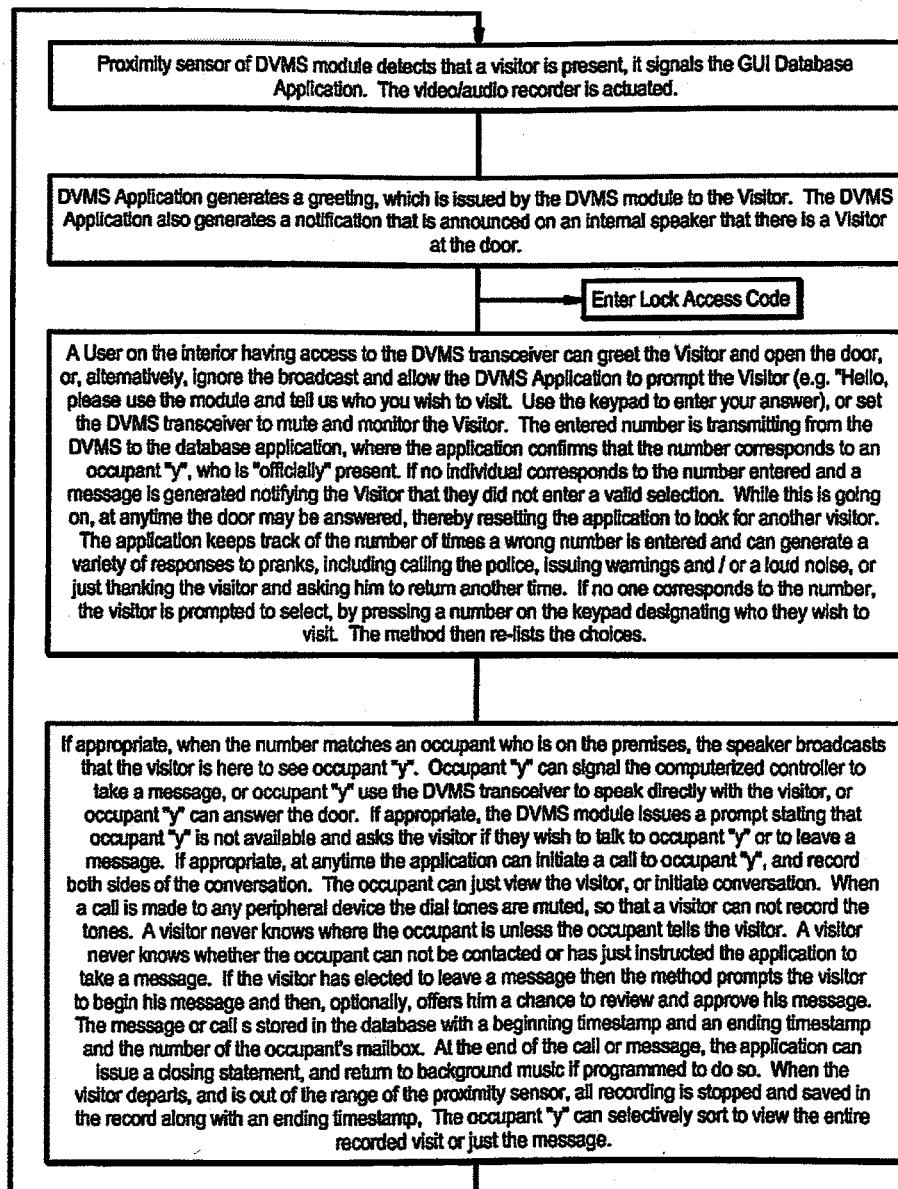 Proximity sensor of DVMS module detects that a visitor is present, it signals the GUI Database
Application. The video/audio recorder is actuated.
DVMS Application generates a greeting, which is issued by the DVMS module to the Visitor. The DVMS
Application also generates a notification that is announced on an internal speaker that there is a Visitor
at the door.
Enter Lock Access Code
A User on the interior having access to the DVMS transceiver can greet the Visitor and open the door,
or, alternatively, ignore the broadcast and allow the DVMS Application to prompt the Visitor (e.g. "Hello,
please use the module and tell us who you wish to visit. Use the keypad to enter your answer), or set
the DVMS transceiver to mute and monitor the Visitor. The entered number is transmitting from the
DVMS to the database application, where the application confirms that the number corresponds to an
occupant "y", who is "officially" present. If no individual corresponds to the number entered and a
message is generated notifying the Visitor that they did not enter a valid selection. While this is going
on, at anytime the door may be answered, thereby resetting the application to look for another visitor.
The application keeps track of the number of times a wrong number is entered and can generate a
variety of responses to pranks, including calling the police, issuing warnings and / or a loud noise, or
just thanking the visitor and asking him to return another time. If no one corresponds to the number,
the visitor is prompted to select, by pressing a number on the keypad designating who they wish to
visit. The method then re-lists the choices.
If appropriate, when the number matches an occupant who is on the premises, the speaker broadcasts
that the visitor is here to see occupant "y". Occupant "y" can signal the computerized controller to
take a message, or occupant "y" use the DVMS transceiver to speak directly with the visitor, or
occupant "y" can answer the door. If appropriate, the DVMS module issues a prompt stating that
occupant "y" is not available and asks the visitor if they wish to talk to occupant "y" or to leave a
message. If appropriate, at anytime the application can initiate a call to occupant "y", and record
both sides of the conversation. The occupant can just view the visitor, or initiate conversation. When
a call is made to any peripheral device the dial tones are muted, so that a visitor can not record the
tones. A visitor never knows where the occupant is unless the occupant tells the visitor. A visitor
never knows whether the occupant can not be contacted or has just instructed the application to
take a message. If the visitor has elected to leave a message then the method prompts the visitor
to begin his message and then, optionally, offers him a chance to review and approve his message.
The message or call s stored in the database with a beginning timestamp and an ending timestamp
and the number of the occupant's mailbox. At the end of the call or message, the application can
issue a closing statement, and return to background music if programmed to do so. When the
visitor departs, and is out of the range of the proximity sensor, all recording is stopped and saved in
the record along with an ending timestamp, The occupant "y" can selectively sort to view the entire
recorded visit or just the message.